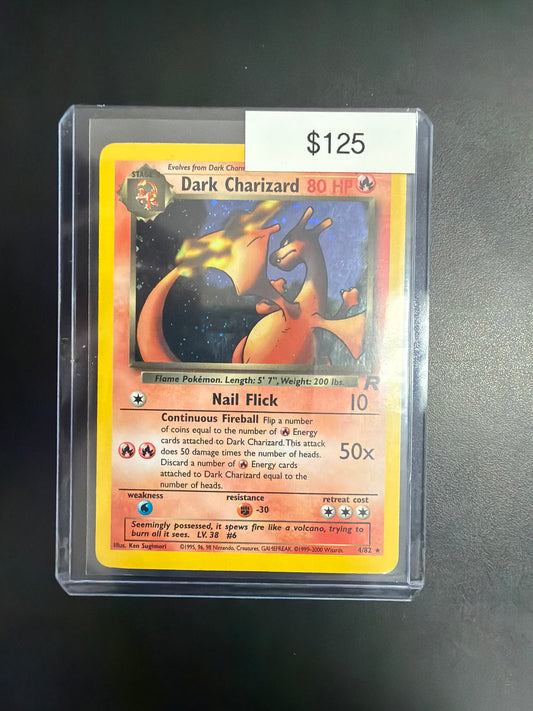 $125
Evolves from Dark Charm
STAGE
Dark Charizard 80 HP
Flame Pokémon. Length: 5' 7", Weight: 200 lbs.
R
Nail Flick 10
Continuous Fireball Flip a
number of coins equal to the number of Energy
cards attached to Dark Charizard. This attack
does 50 damage times the number of heads.
Discard a number of Energy cards
attached to Dark Charizard equal to the
number of heads.
50x
weakness resistance retreat cost
-30
Seemingly possessed, it spews fire like a volcano, trying to
burn all it sees. LV. 38 #6
Illus. Ken Sugimori ©1995, 96, 98 Nintendo, Creatures, GAMEFREAK. ©1999-2000 Wizards. 4/82